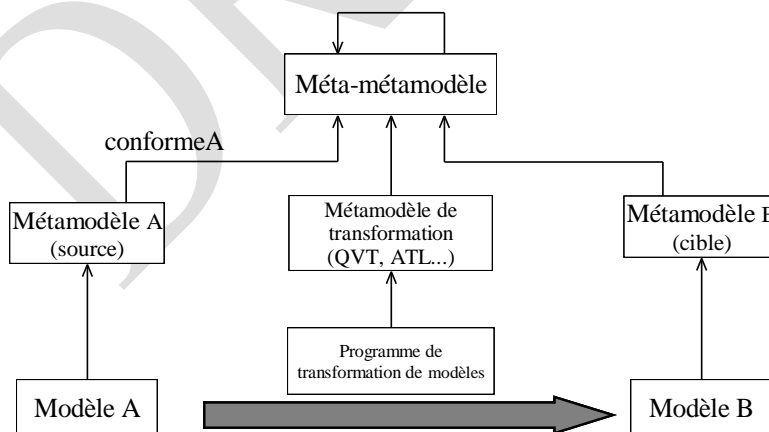 Méta-métamodèle
conformeA
Métamodèle A
(source)
Métamodèle de
transformation
(QVT, ATL...)
Métamodèle B
(cible)
Programme de
transformation de modèles
Modèle A
Modèle B